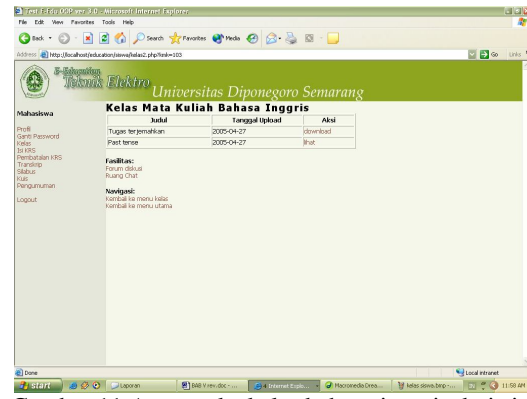 Test E-Edu OOP ver 3.0 - Microsoft Internet Explorer
File Edit View Favorites Tools Help
Back Search Favorites Media
Address http://localhost/education/siswa/kelas2.php?kmk=103 Go Links
E-Education
Teknik Elektro
Universitas Diponegoro Semarang
Mahasiswa
Profil
Ganti Password
Kelas
Isi KRS
Pembatalan KRS
Transkrip
Silabus
Kuis
Pengumuman
Logout
Kelas Mata Kuliah Bahasa Inggris
Judul Tanggal Upload Aksi
Tugas terjemahkan 2005-04-27 download
Past tense 2005-04-27 lihat
Fasilitas:
Forum diskusi
Ruang Chat
Navigasi:
Kembali ke menu kelas
Kembali ke menu utama
Done Local intranet
start Laporan BAB V rev.doc - ... 4 Internet Explo... Macromedia Drea... kelas siswa.bmp - ... 11:58 AM